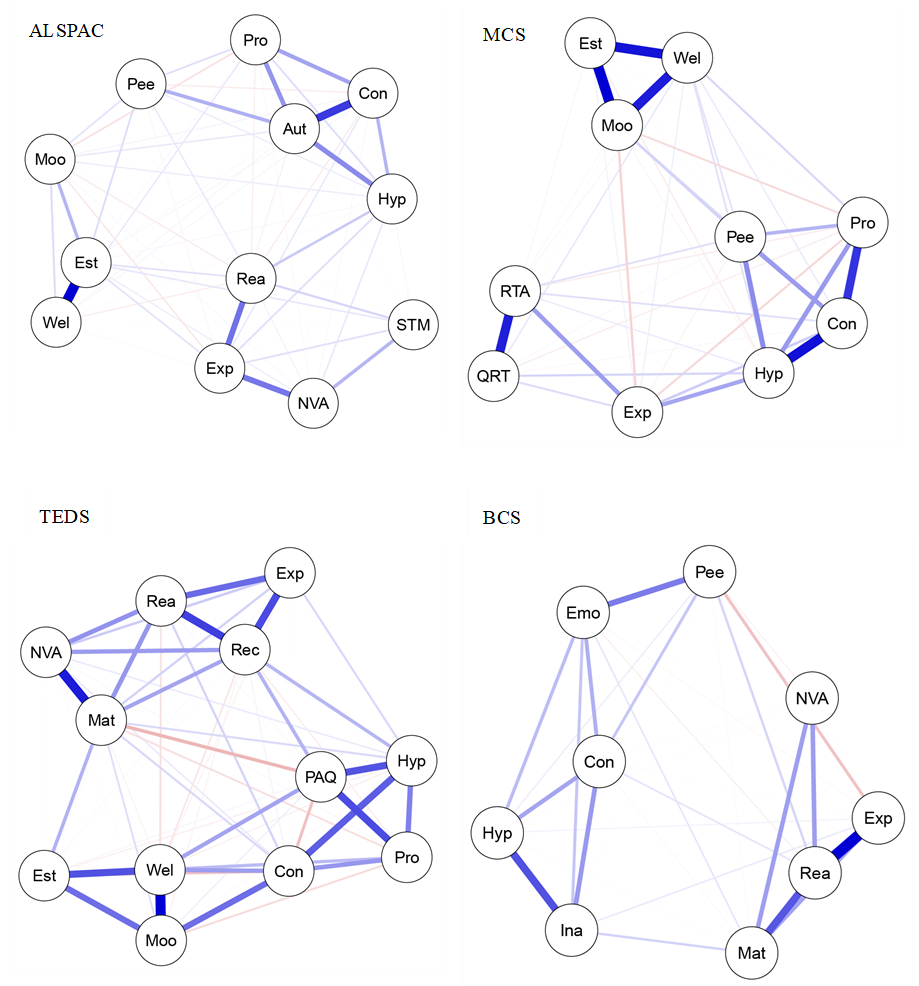 ALSPAC
Pro
Pee
Con
Aut
Moo
Hyp
Est
Rea
Wel
STM
Exp
NVA
MCS
Est
Wel
Moo
Pro
Pee
RTA
Con
QRT
Hyp
Exp
TEDS
Exp
Rea
NVA
Rec
Mat
Hyp
PAQ
Pro
Est
Wel
Con
Moo
BCS
Pee
Emo
NVA
Con
Exp
Hyp
Rea
Ina
Mat